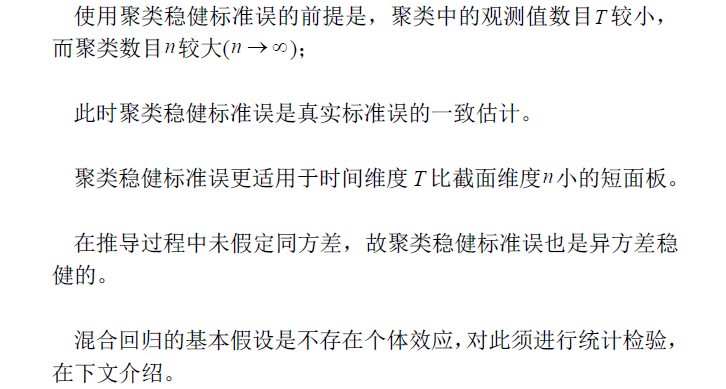 使用聚类稳健标准误的前提是，聚类中的观测值数目T较小，
而聚类数目n较大(n→∞)；
此时聚类稳健标准误是真实标准误的一致估计。
聚类稳健标准误更适用于时间维度T比截面维度n小的短面板。
在推导过程中未假定同方差，故聚类稳健标准误也是异方差稳
健的。
混合回归的基本假设是不存在个体效应，对此须进行统计检验，
在下文介绍。